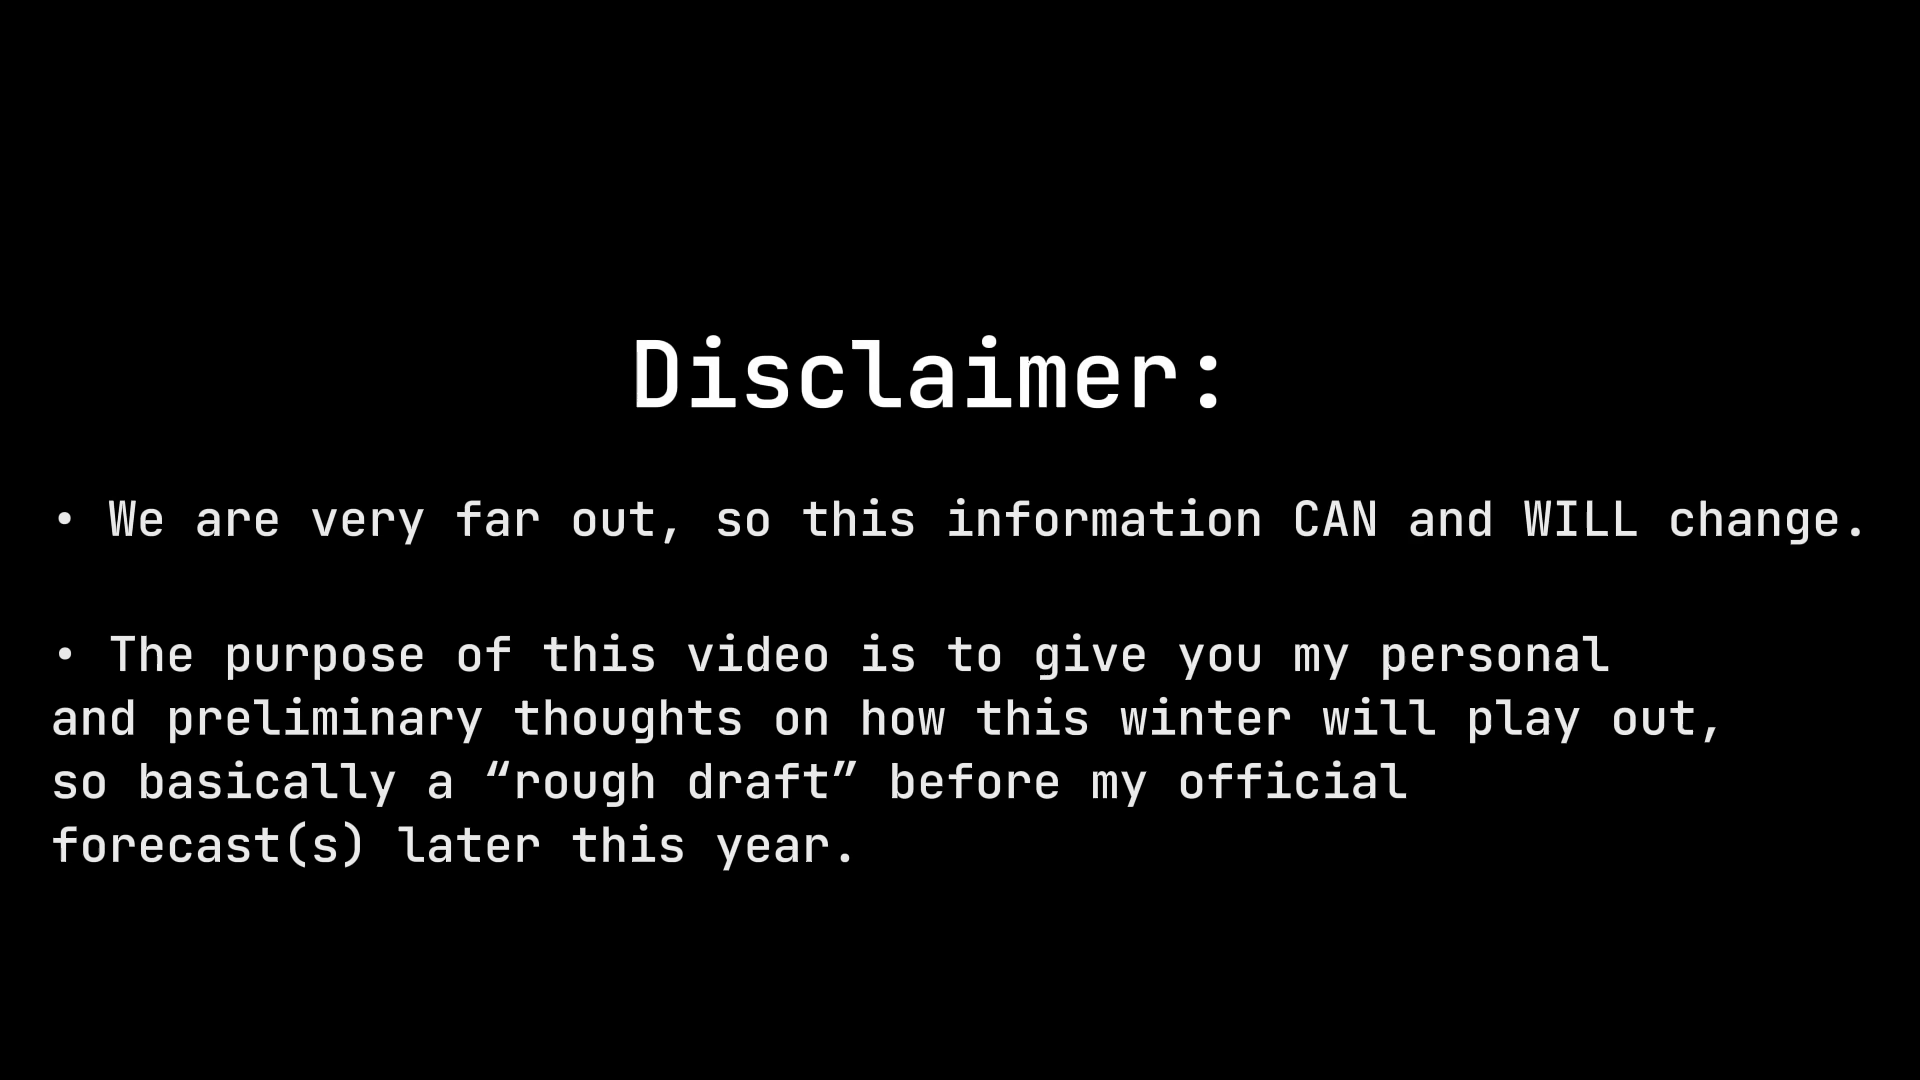 Disclaimer:
• We are very far out, so this information CAN and WILL change.
• The purpose of this video is to give you my personal
and preliminary thoughts on how this winter will play out,
so basically a “rough draft” before my official
forecast(s) later this year.